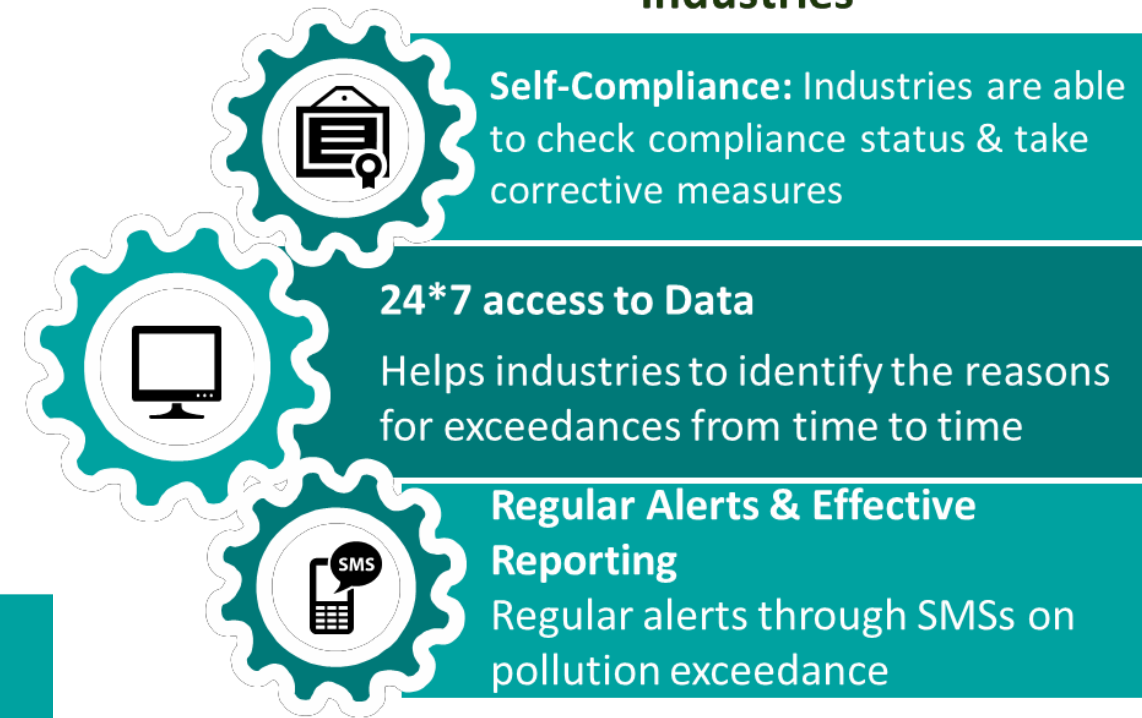 Industries
Self-Compliance: Industries are able
to check compliance status & take
corrective measures
24*7 access to Data
Helps industries to identify the reasons
for exceedances from time to time
Regular Alerts & Effective
Reporting
SMS
Regular alerts through SMSs on
pollution exceedance